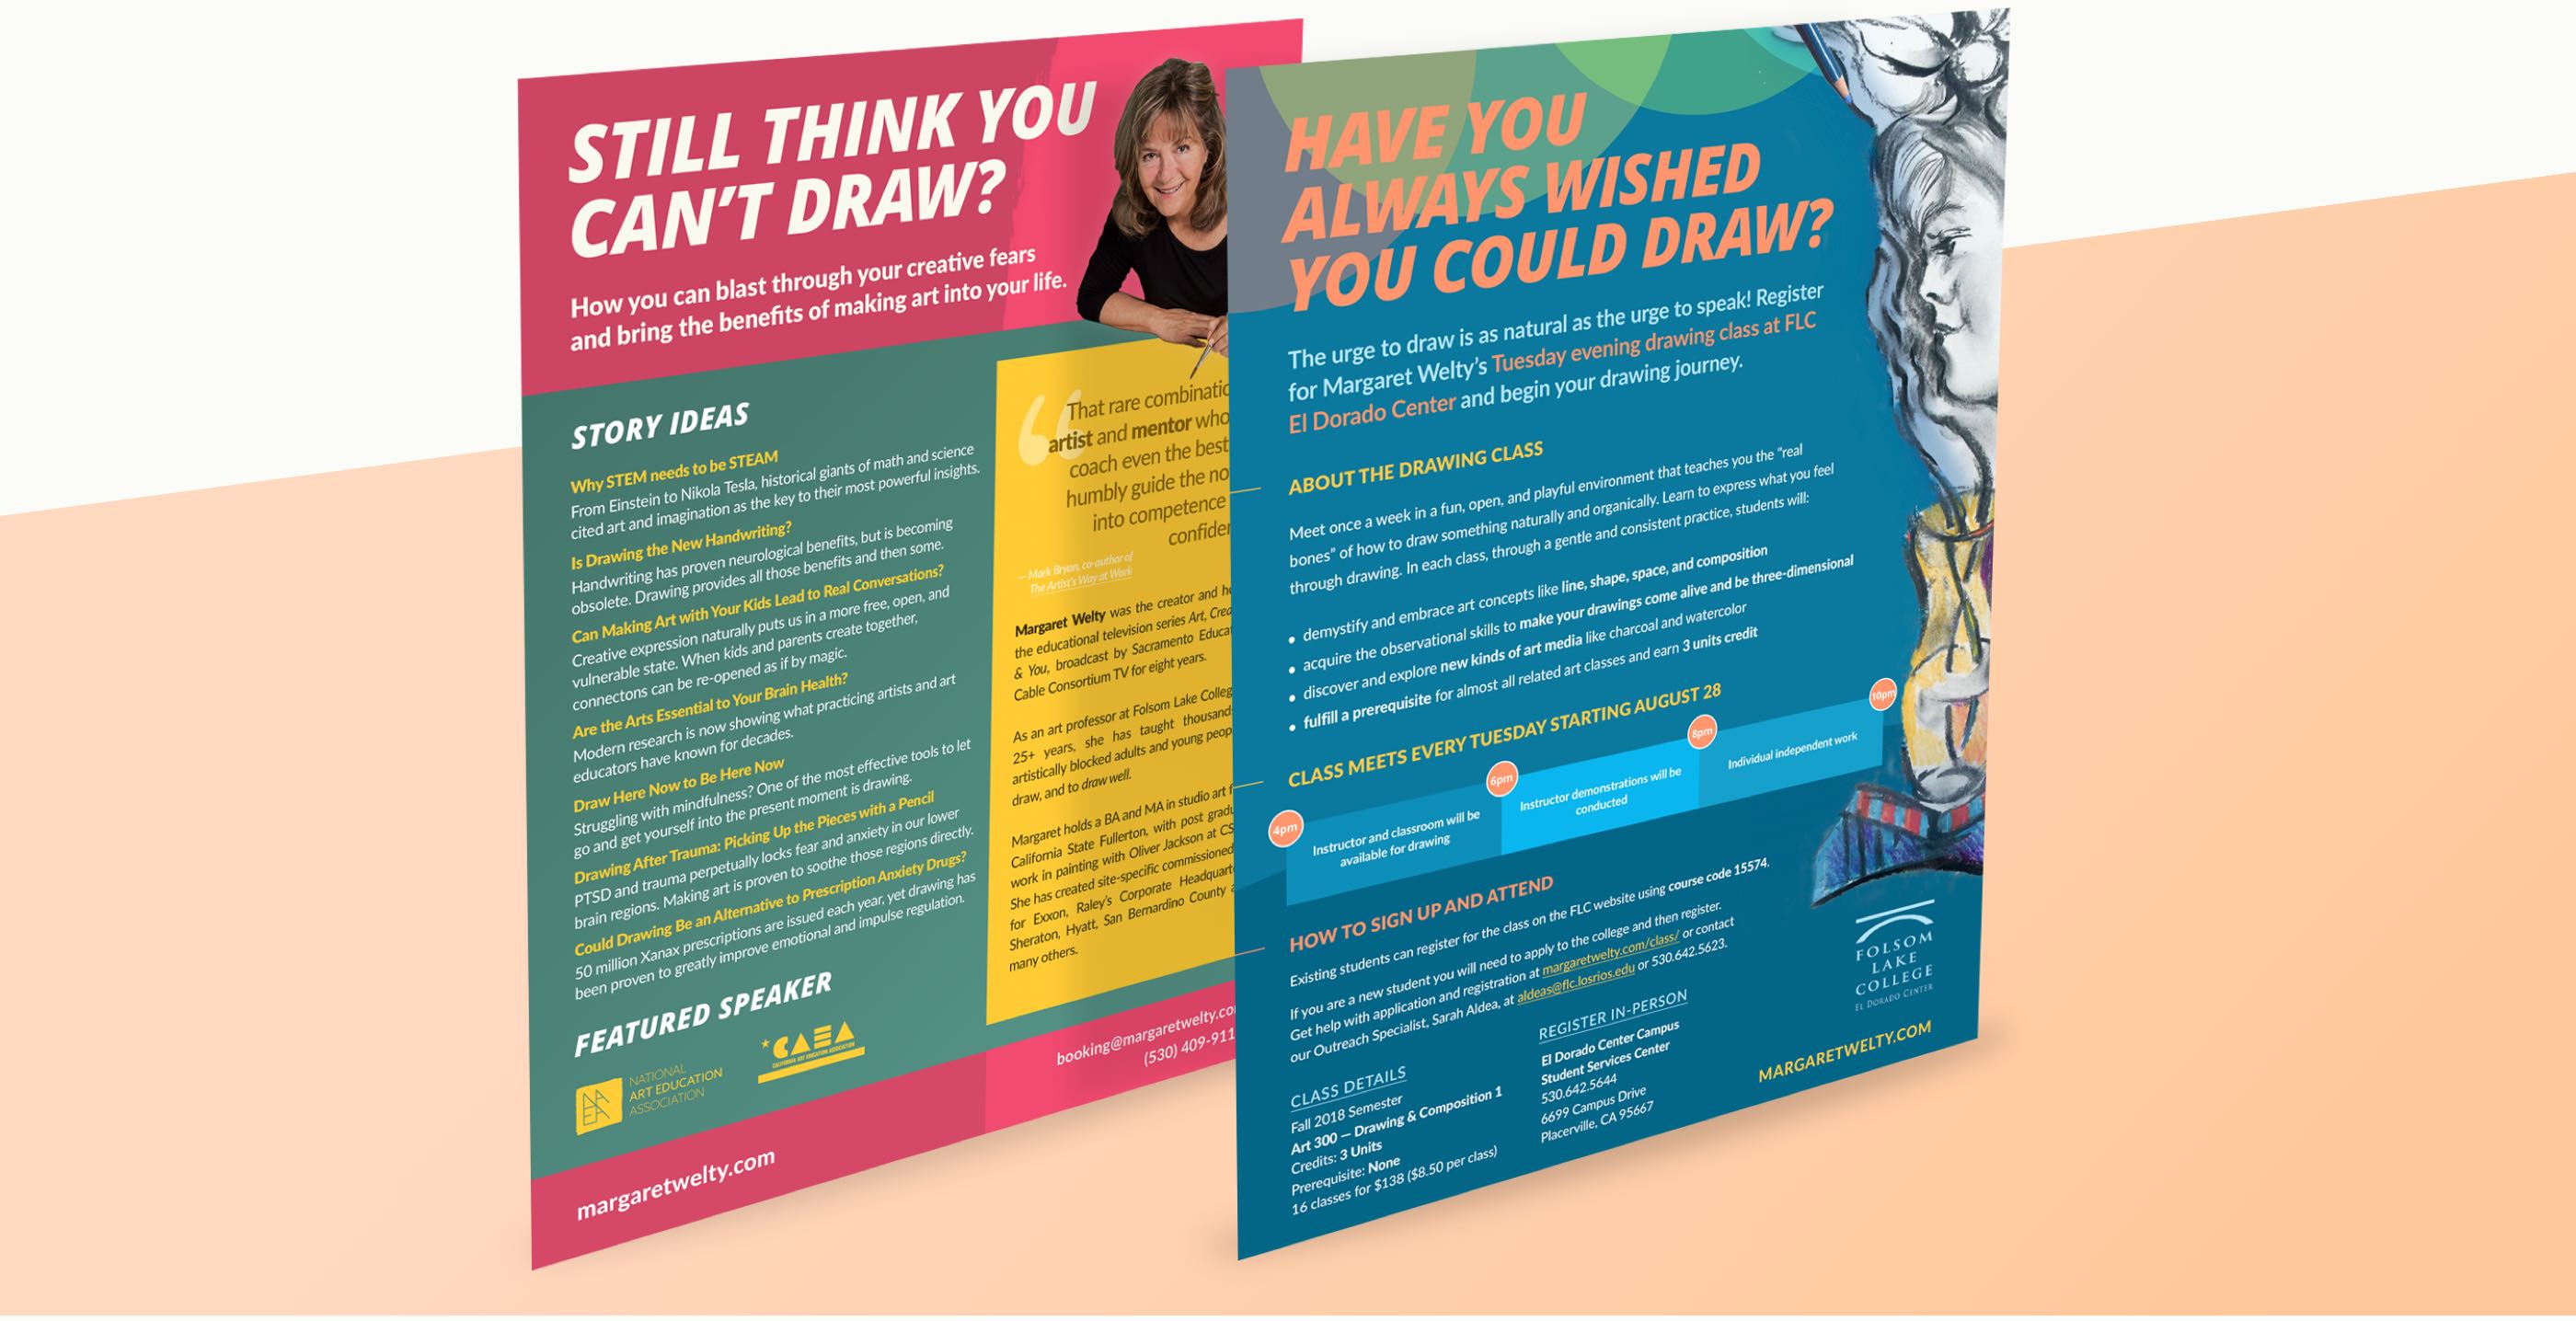 STILL THINK YOU
CAN'T DRAW?
How you can blast through your creative fears
and bring the benefits of making art into your life.
STORY IDEAS
Why STEM needs to be STEAM
From Einstein to Nikola Tesla, historical giants of math and science
cited art and imagination as the key to their most powerful insights.
Is Drawing the New Handwriting?
Handwriting has proven neurological benefits, but is becoming
obsolete. Drawing provides all those benefits and then some.
Can Making Art with Your Kids Lead to Real Conversations?
Creative expression naturally puts us in a more free, open, and
vulnerable state. When kids and parents create together,
connectons can be re-opened as if by magic.
Are the Arts Essential to Your Brain Health?
Modern research is now showing what practicing artists and art
educators have known for decades.
Draw Here Now to Be Here Now
Struggling with mindfulness? One of the most effective tools to let
go and get yourself into the present moment is drawing.
Drawing After Trauma: Picking Up the Pieces with a Pencil
PTSD and trauma perpetually locks fear and anxiety in our lower
brain regions. Making art is proven to soothe those regions directly.
Could Drawing Be an Alternative to Prescription Anxiety Drugs?
50 million Xanax prescriptions are issued each year, yet drawing has
been proven to greatly improve emotional and impulse regulation.
FEATURED SPEAKER
NATIONAL
ART EDUCATION
ASSOCIATION
CAEA
CALIFORNIA ART EDUCATION ASSOCIATION
margaretwelty.com
“
That rare combinatio
artist and mentor who
coach even the best
humbly guide the no
into competence
confider
— Mark Bryan, co-author of
The Artist's Way at Work
Margaret Welty was the creator and h
the educational television series Art, Crea
& You, broadcast by Sacramento Educa
Cable Consortium TV for eight years.
As an art professor at Folsom Lake Colleg
25+ years, she has taught thousand
artistically blocked adults and young peop
draw, and to draw well.
Margaret holds a BA and MA in studio art f
California State Fullerton, with post gradu
work in painting with Oliver Jackson at CS
She has created site-specific commissioned
for Exxon, Raley's Corporate Headquart
Sheraton, Hyatt, San Bernardino County
many others.
booking@margaretwelty.co
(530) 409-911
HAVE YOU
ALWAYS WISHED
YOU COULD DRAW?
The urge to draw is as natural as the urge to speak! Register
for Margaret Welty's Tuesday evening drawing class at FLC
El Dorado Center and begin your drawing journey.
ABOUT THE DRAWING CLASS
Meet once a week in a fun, open, and playful environment that teaches you the "real
bones" of how to draw something naturally and organically. Learn to express what you feel
through drawing. In each class, through a gentle and consistent practice, students will:
• demystify and embrace art concepts like line, shape, space, and composition
• acquire the observational skills to make your drawings come alive and be three-dimensional
• discover and explore new kinds of art media like charcoal and watercolor
• fulfill a prerequisite for almost all related art classes and earn 3 units credit
CLASS MEETS EVERY TUESDAY STARTING AUGUST 28
4pm
Instructor and classroom will be
available for drawing
6pm
Instructor demonstrations will be
conducted
8pm
Individual independent work
10pm
HOW TO SIGN UP AND ATTEND
Existing students can register for the class on the FLC website using course code 15574.
If you are a new student you will need to apply to the college and then register.
Get help with application and registration at margaretwelty.com/class/ or contact
our Outreach Specialist, Sarah Aldea, at aldeas@flc.losrios.edu or 530.642.5623.
CLASS DETAILS
Fall 2018 Semester
Art 300 — Drawing & Composition 1
Credits: 3 Units
Prerequisite: None
16 classes for $138 ($8.50 per class)
REGISTER IN-PERSON
El Dorado Center Campus
Student Services Center
530.642.5644
6699 Campus Drive
Placerville, CA 95667
FOLSOM
LAKE
COLLEGE
EL DORADO CENTER
MARGARETWELTY.COM